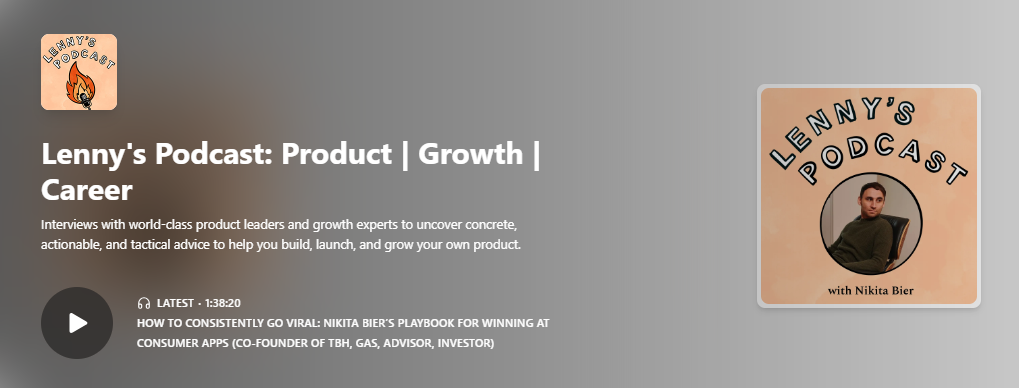 LENNY'S
PODCAST
Lenny's Podcast: Product | Growth |
Career
Interviews with world-class product leaders and growth experts to uncover concrete,
actionable, and tactical advice to help you build, launch, and grow your own product.
LATEST · 1:38:20
HOW TO CONSISTENTLY GO VIRAL: NIKITA BIER'S PLAYBOOK FOR WINNING AT
CONSUMER APPS (CO-FOUNDER OF TBH, GAS, ADVISOR, INVESTOR)
LENNY'S
PODCAST
with Nikita Bier